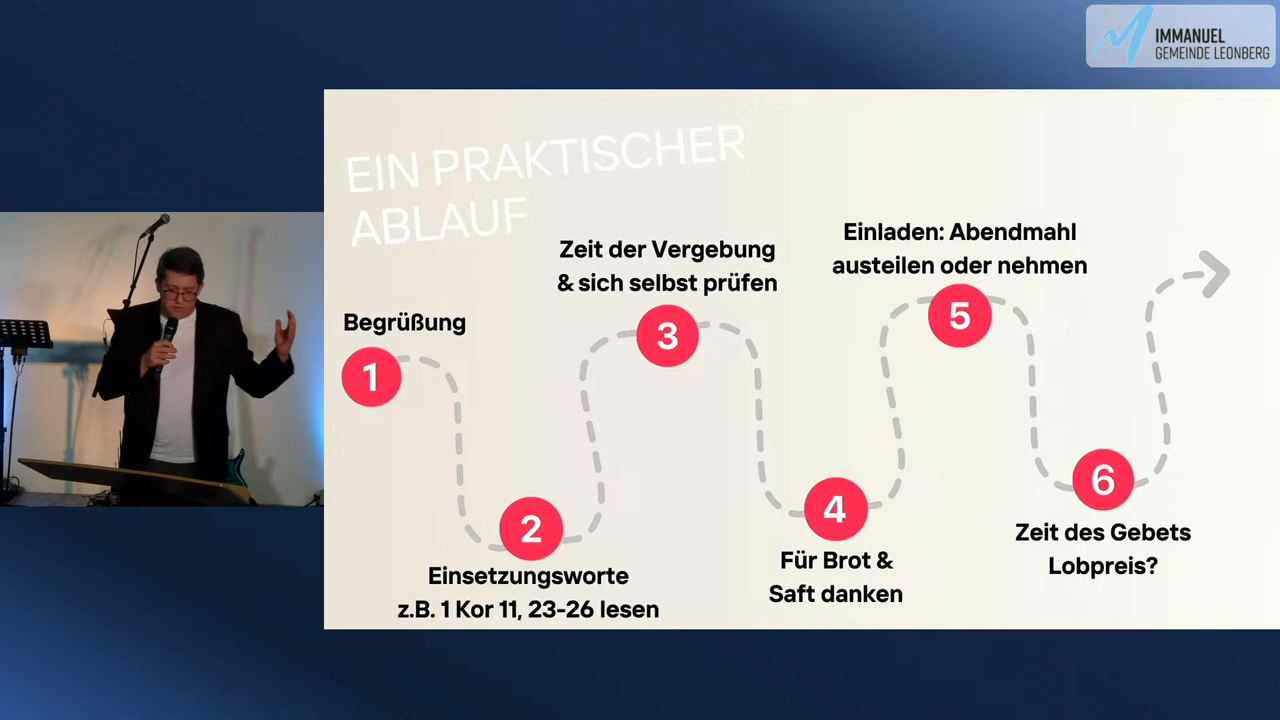 IMMANUEL
GEMEINDE LEONBERG
EIN PRAKTISCHER
ABLAUF
Begrüßung
1
2
Einsetzungsworte
z.B. 1 Kor 11, 23-26 lesen
Zeit der Vergebung
& sich selbst prüfen
3
4
Für Brot &
Saft danken
Einladen: Abendmahl
austeilen oder nehmen
5
6
Zeit des Gebets
Lobpreis?